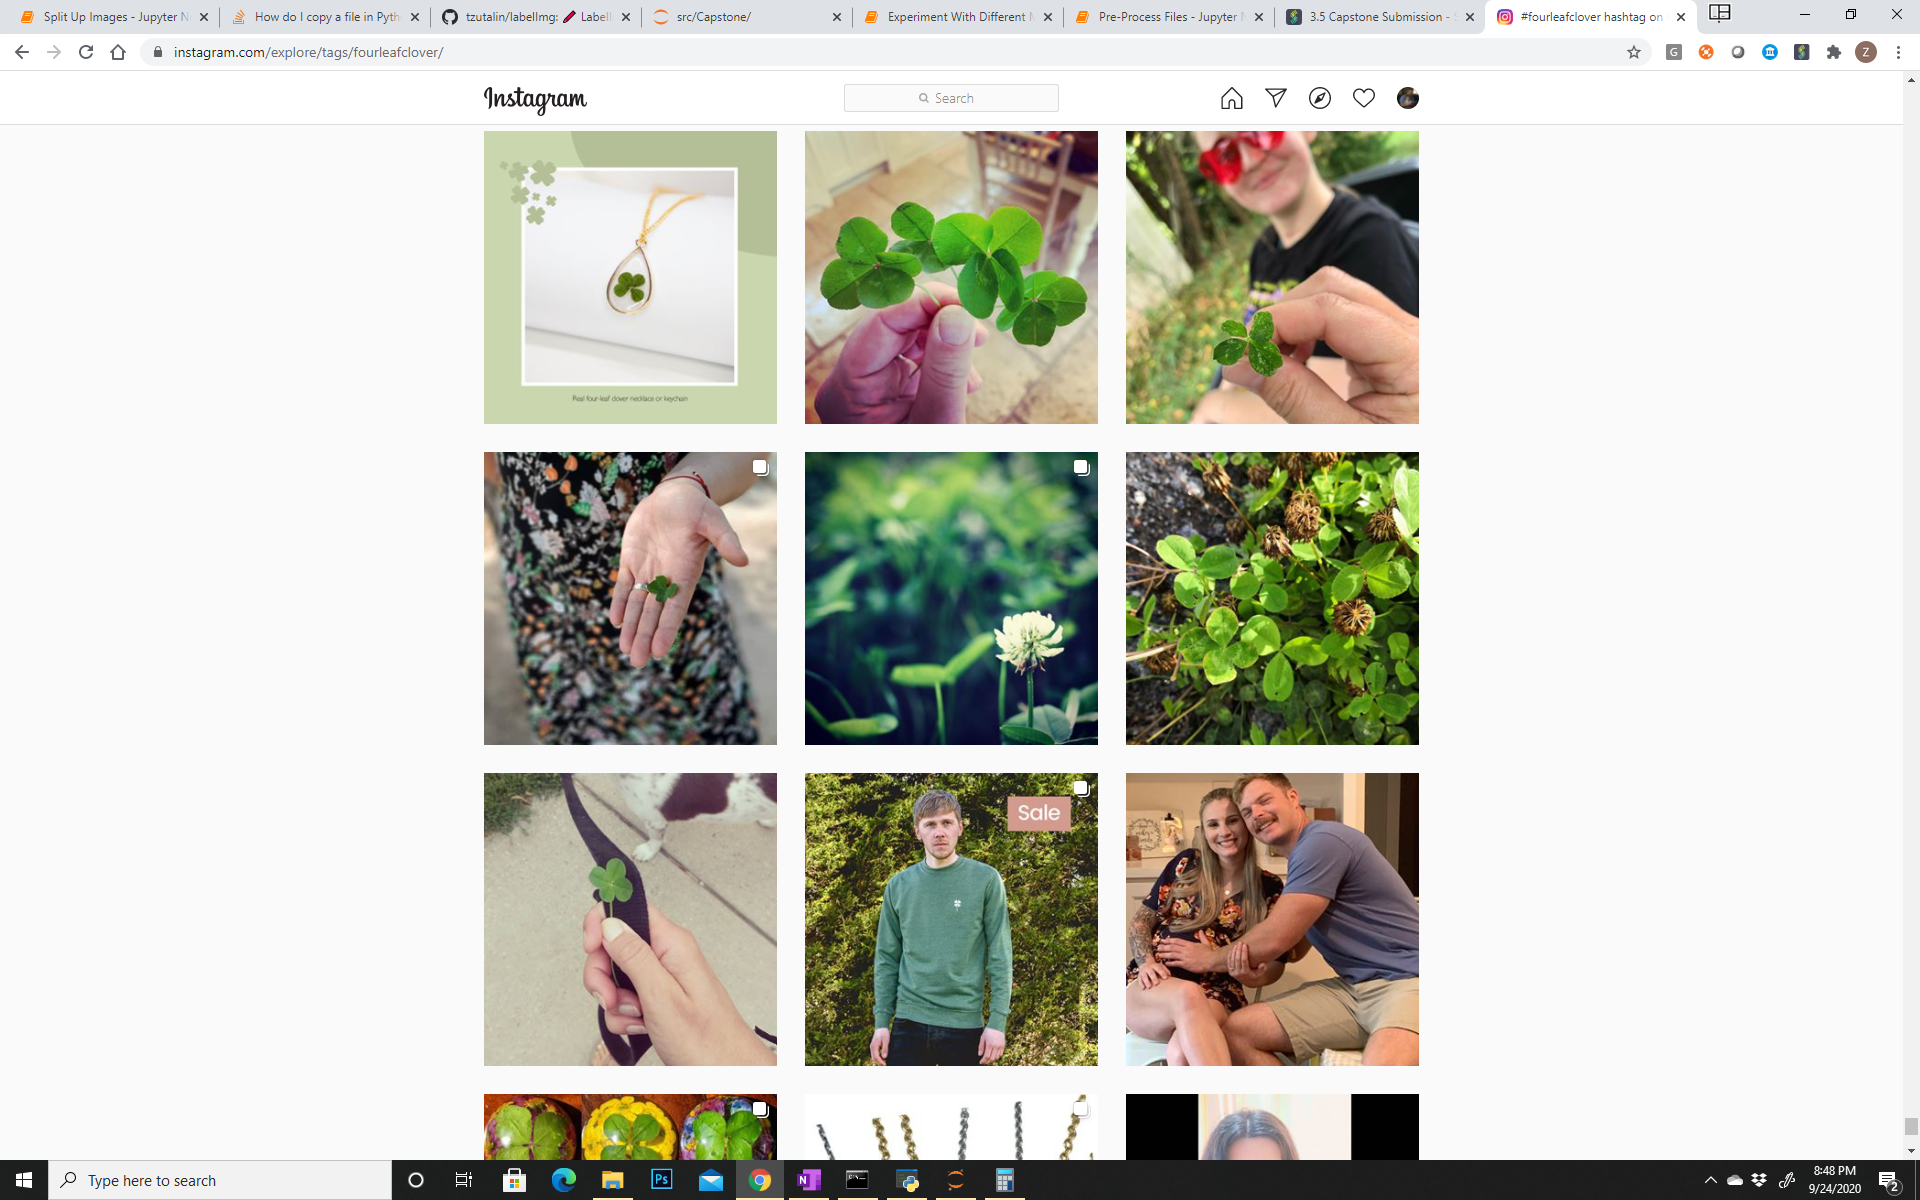 Split Up Images - Jupyter N
How do I copy a file in Pyth
tzutalin/labelImg: 🖍 LabelI
src/Capstone/
Experiment With Different M
Pre-Process Files - Jupyter N
3.5 Capstone Submission - S
#fourleafclover hashtag on
instagram.com/explore/tags/fourleafclover/
G
Z
Instagram
Search
Real four-leaf clover necklace or keychain
Sale
Type here to search
Ps
N
8:48 PM
9/24/2020
2